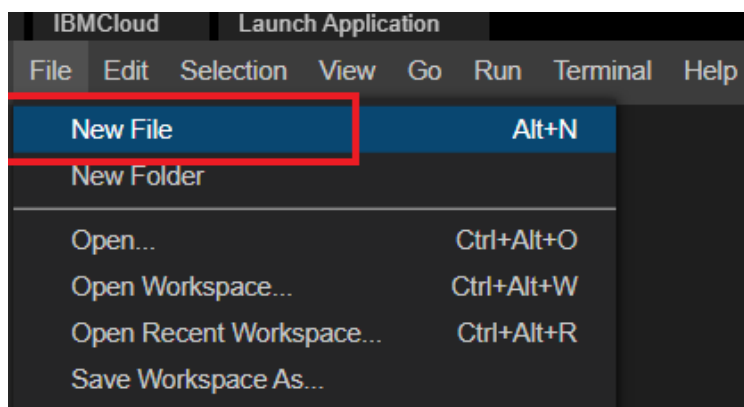 IBMCloud Launch Application
File Edit Selection View Go Run Terminal Help
New File Alt+N
New Folder
Open... Ctrl+Alt+O
Open Workspace... Ctrl+Alt+W
Open Recent Workspace... Ctrl+Alt+R
Save Workspace As...